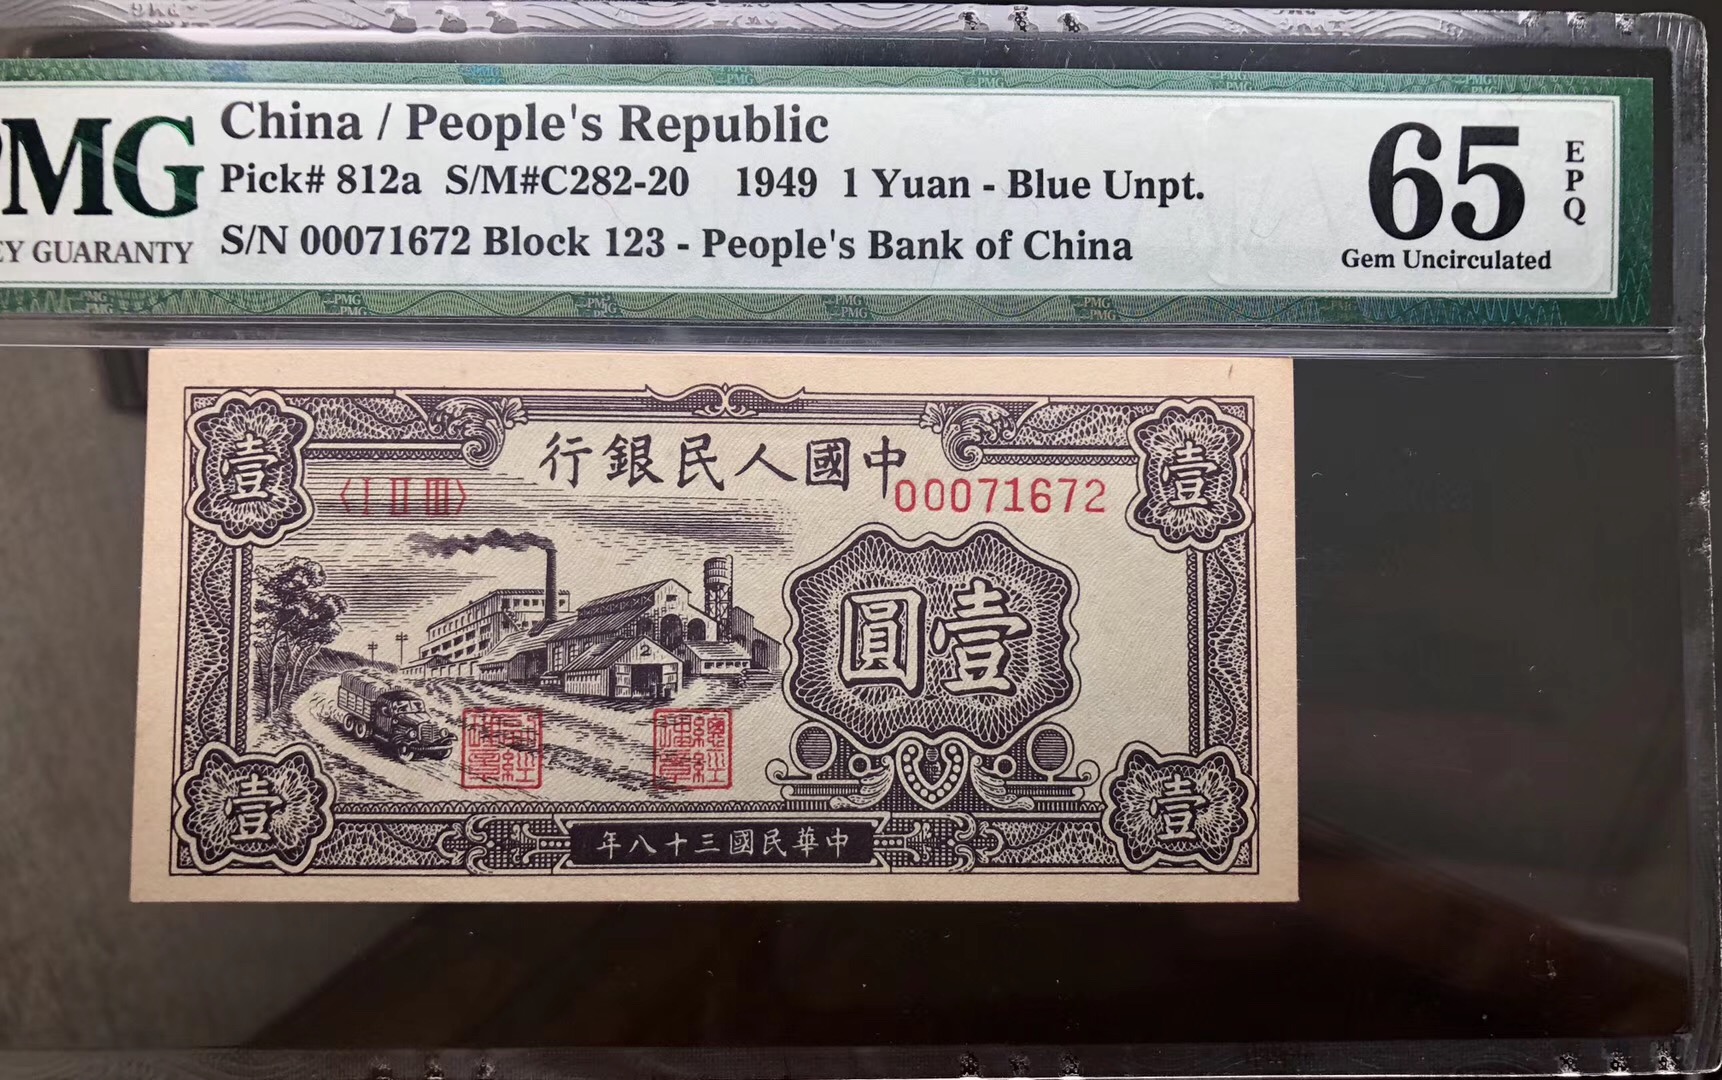 PMG
EY GUARANTY
China / People's Republic
Pick# 812a S/M#C282-20 1949 1 Yuan - Blue Unpt.
S/N 00071672 Block 123 - People's Bank of China
65
EPQ
Gem Uncirculated
行銀民人國中
〈I II III〉
00071672
壹
壹
圓壹
2
壹
壹
年八十三國民華中